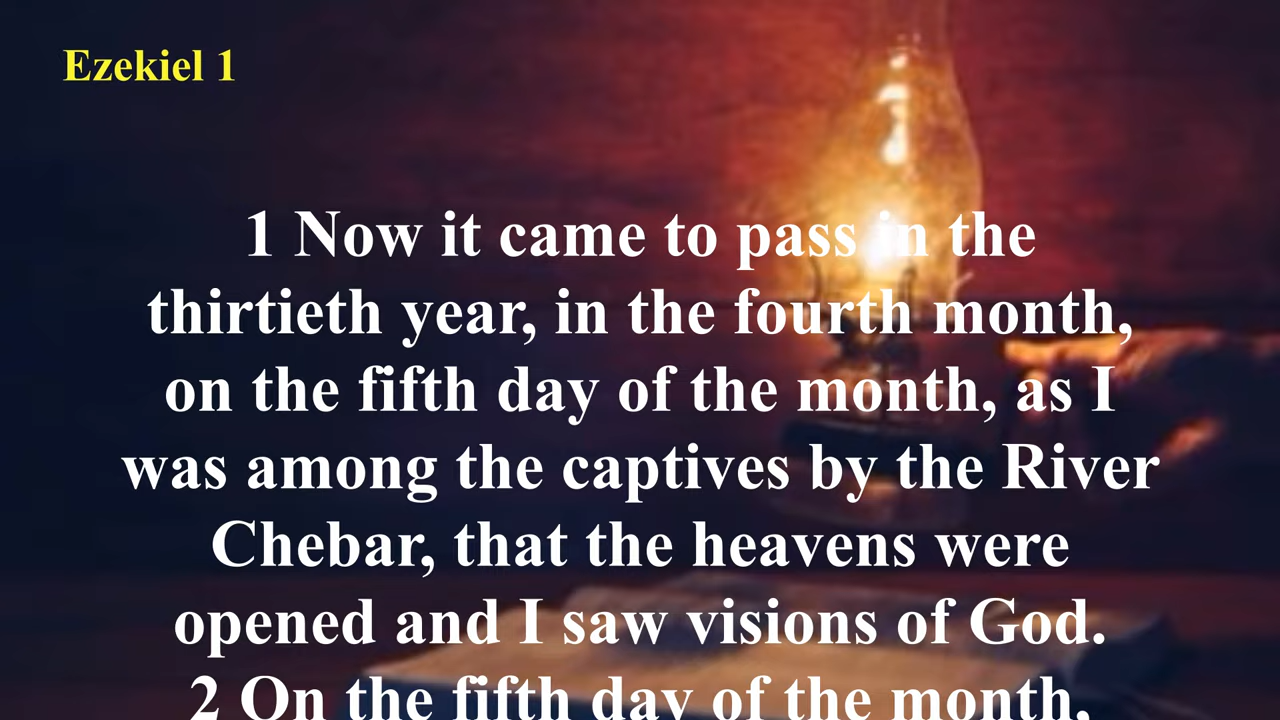 Ezekiel 1
1 Now it came to pass in the
thirtieth year, in the fourth month,
on the fifth day of the month, as I
was among the captives by the River
Chebar, that the heavens were
opened and I saw visions of God.
2 On the fifth day of the month,